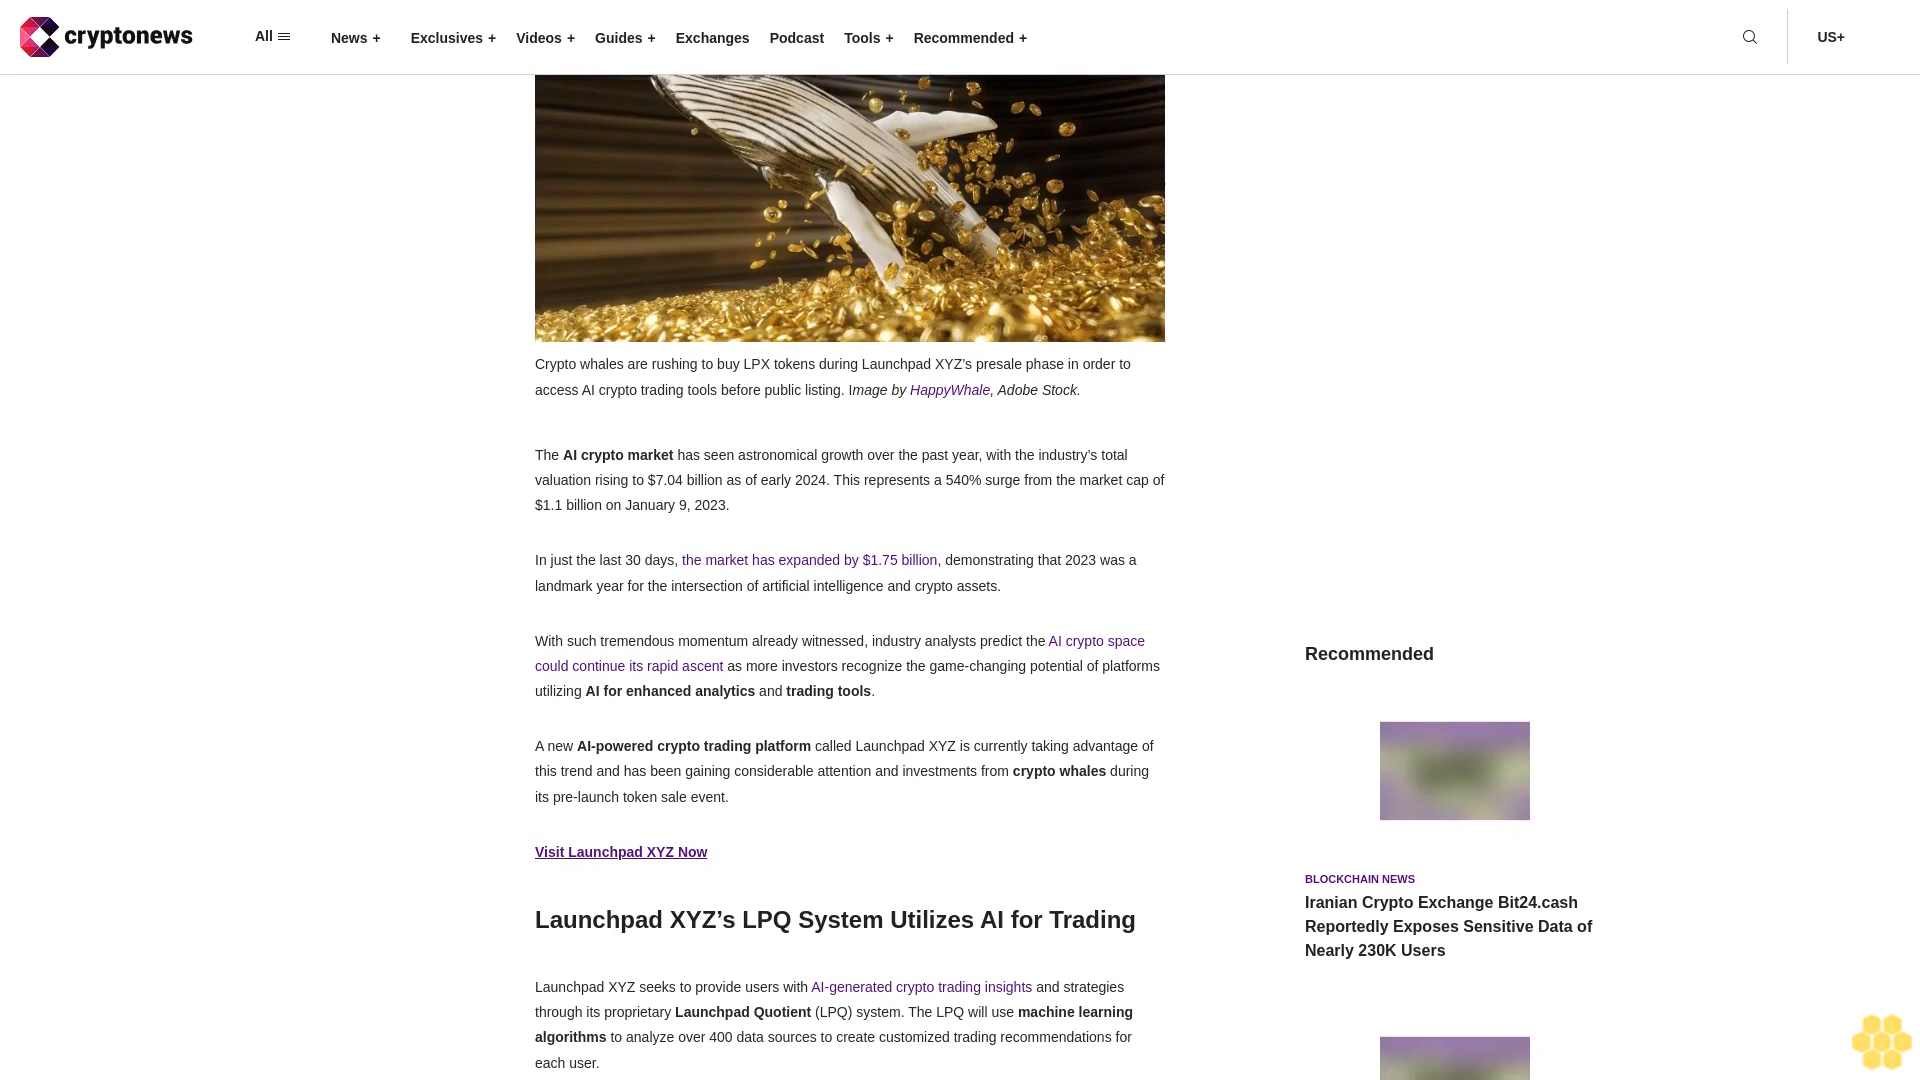 cryptonews
All
News +
Exclusives +
Videos +
Guides +
Exchanges
Podcast
Tools +
Recommended +
US+
Crypto whales are rushing to buy LPX tokens during Launchpad XYZ’s presale phase in order to
access AI crypto trading tools before public listing. Image by HappyWhale, Adobe Stock.
The AI crypto market has seen astronomical growth over the past year, with the industry’s total
valuation rising to $7.04 billion as of early 2024. This represents a 540% surge from the market cap of
$1.1 billion on January 9, 2023.
In just the last 30 days, the market has expanded by $1.75 billion, demonstrating that 2023 was a
landmark year for the intersection of artificial intelligence and crypto assets.
With such tremendous momentum already witnessed, industry analysts predict the AI crypto space
could continue its rapid ascent as more investors recognize the game-changing potential of platforms
utilizing AI for enhanced analytics and trading tools.
A new AI-powered crypto trading platform called Launchpad XYZ is currently taking advantage of
this trend and has been gaining considerable attention and investments from crypto whales during
its pre-launch token sale event.
Visit Launchpad XYZ Now
Launchpad XYZ’s LPQ System Utilizes AI for Trading
Launchpad XYZ seeks to provide users with AI-generated crypto trading insights and strategies
through its proprietary Launchpad Quotient (LPQ) system. The LPQ will use machine learning
algorithms to analyze over 400 data sources to create customized trading recommendations for
each user.
Recommended
BLOCKCHAIN NEWS
Iranian Crypto Exchange Bit24.cash
Reportedly Exposes Sensitive Data of
Nearly 230K Users